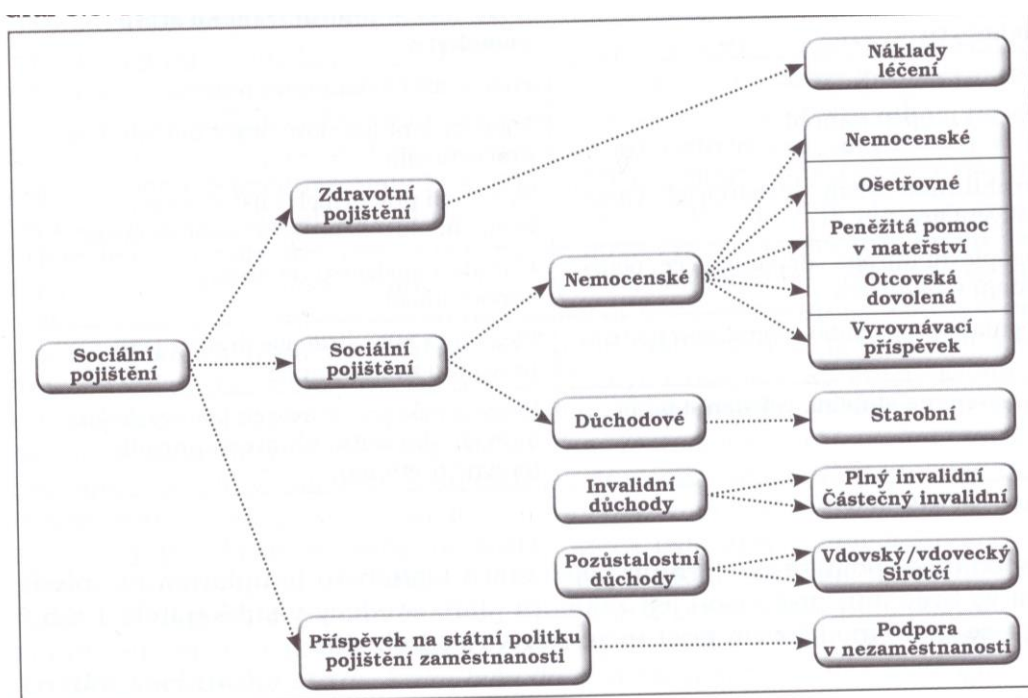 Náklady
léčení
Nemocenské
Ošetřovné
Zdravotní
pojištění
Peněžitá pomoc
v mateřství
Nemocenské
Otcovská
dovolená
Vyrovnávací
příspěvek
Sociální
pojištění
Sociální
pojištění
Důchodové
Starobní
Invalidní
důchody
Plný invalidní
Částečný invalidní
Pozůstalostní
důchody
Vdovský/vdovecký
Sirotčí
Příspěvek na státní politku
pojištění zaměstnanosti
Podpora
v nezaměstnanosti